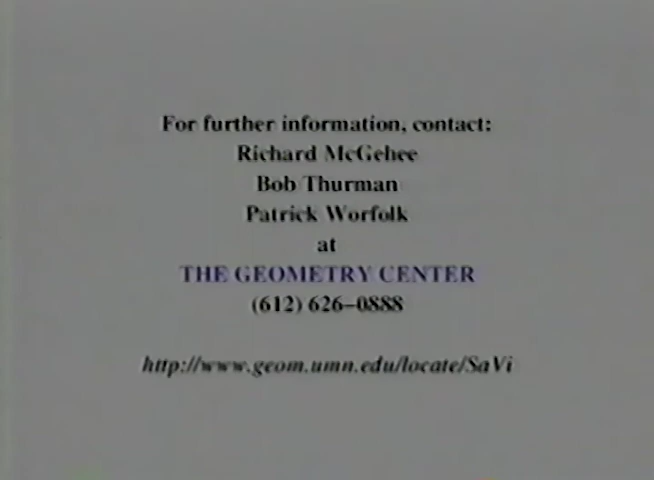 For further information, contact:
Richard McGehee
Bob Thurman
Patrick Worfolk
at
THE GEOMETRY CENTER
(612) 626–0888
http://www.geom.umn.edu/locate/SaVi